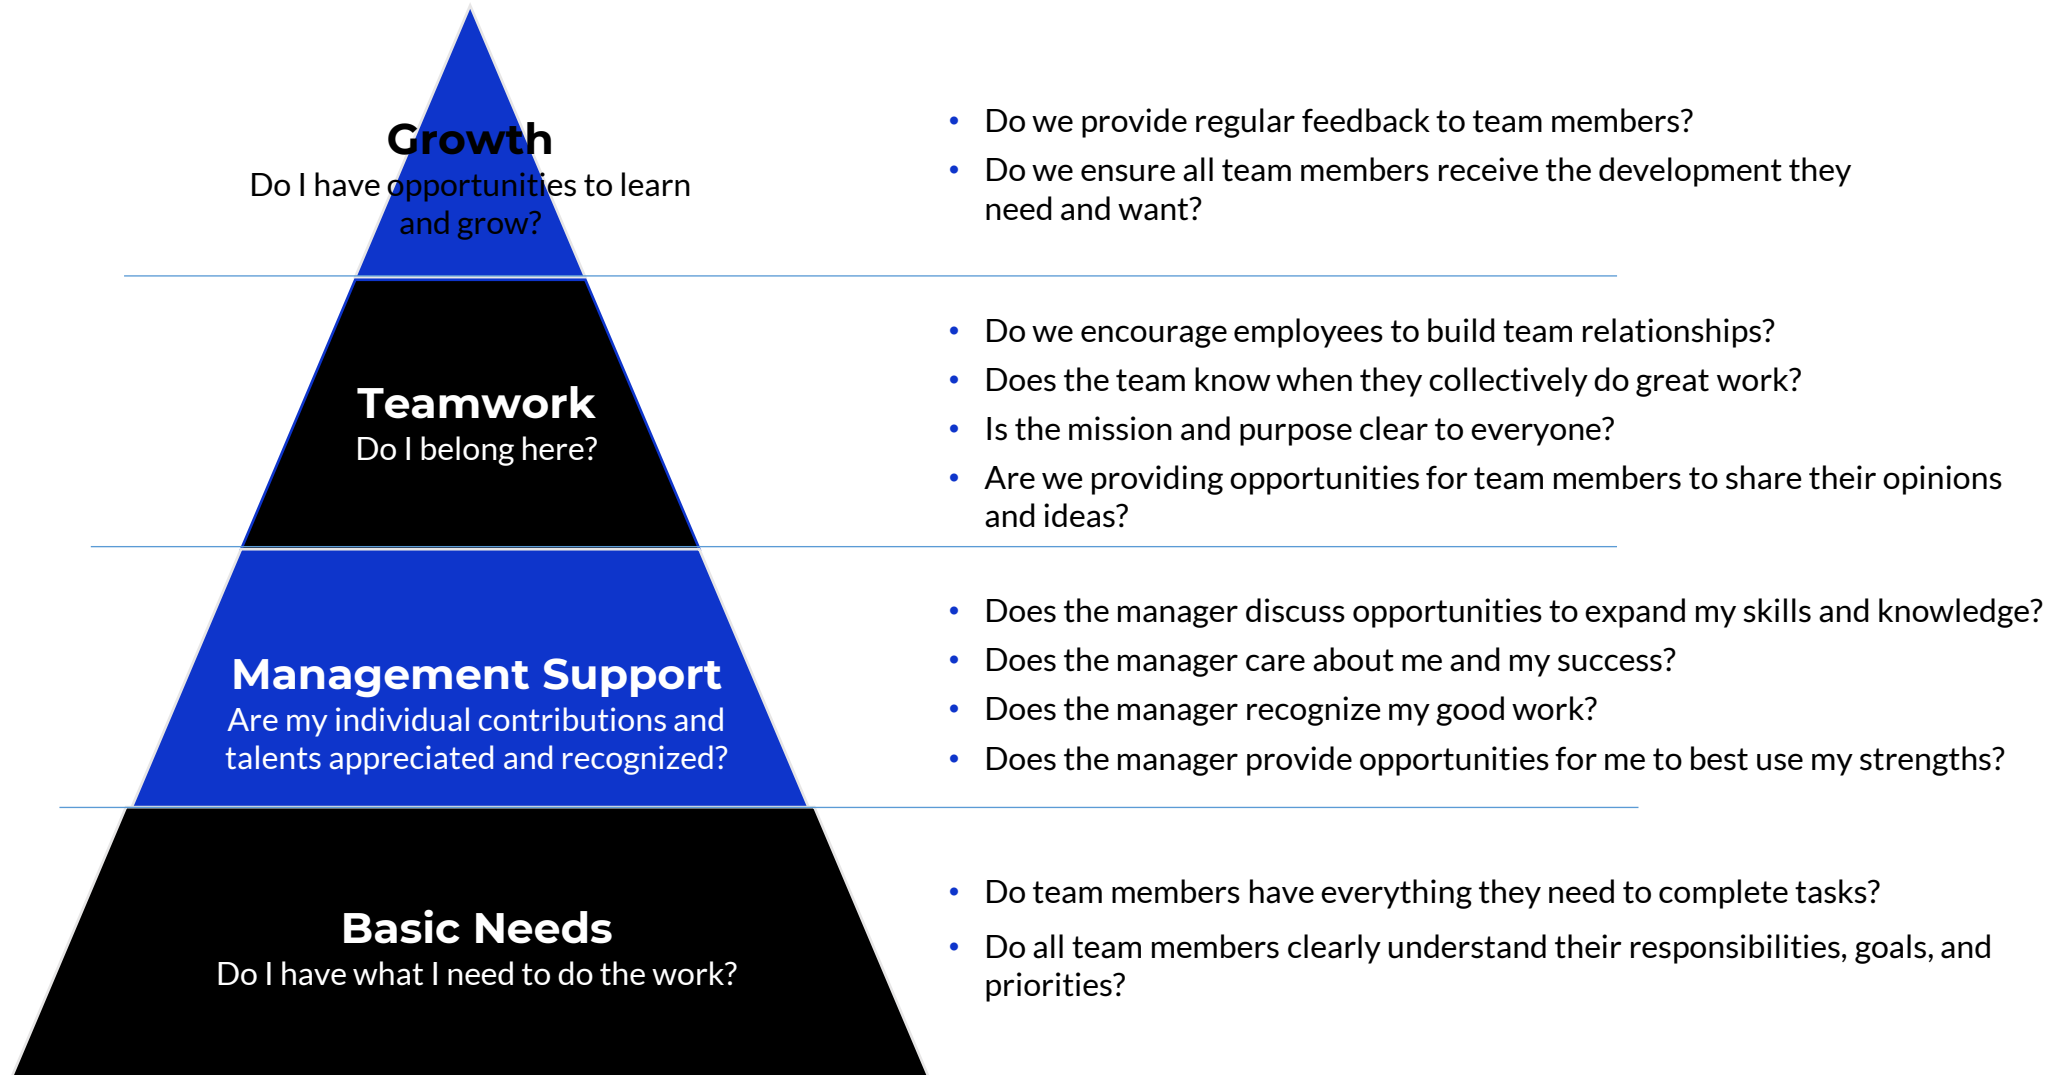 Growth
Do I have opportunities to learn
and grow?
• Do we provide regular feedback to team members?
• Do we ensure all team members receive the development they
need and want?
Teamwork
Do I belong here?
• Do we encourage employees to build team relationships?
• Does the team know when they collectively do great work?
• Is the mission and purpose clear to everyone?
• Are we providing opportunities for team members to share their opinions
and ideas?
Management Support
Are my individual contributions and
talents appreciated and recognized?
• Does the manager discuss opportunities to expand my skills and knowledge?
• Does the manager care about me and my success?
• Does the manager recognize my good work?
• Does the manager provide opportunities for me to best use my strengths?
Basic Needs
Do I have what I need to do the work?
• Do team members have everything they need to complete tasks?
• Do all team members clearly understand their responsibilities, goals, and
priorities?